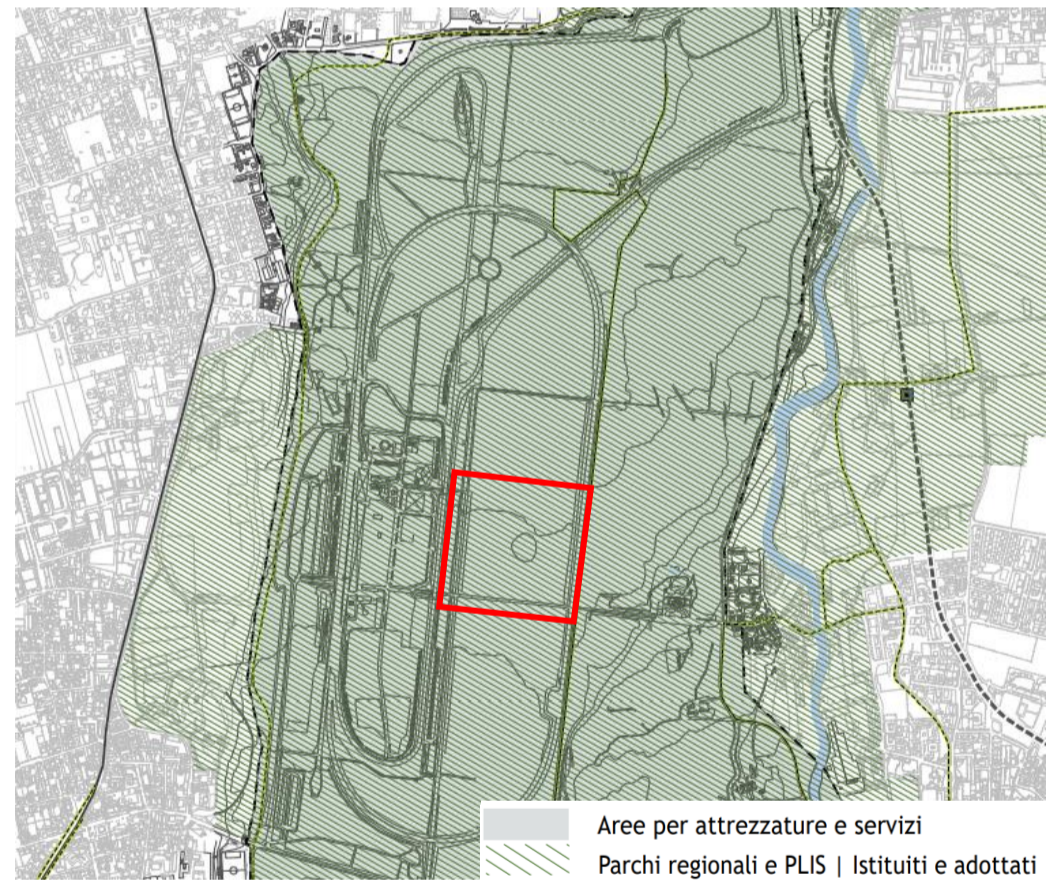 Aree per attrezzature e servizi
Parchi regionali e PLIS | Istituiti e adottati